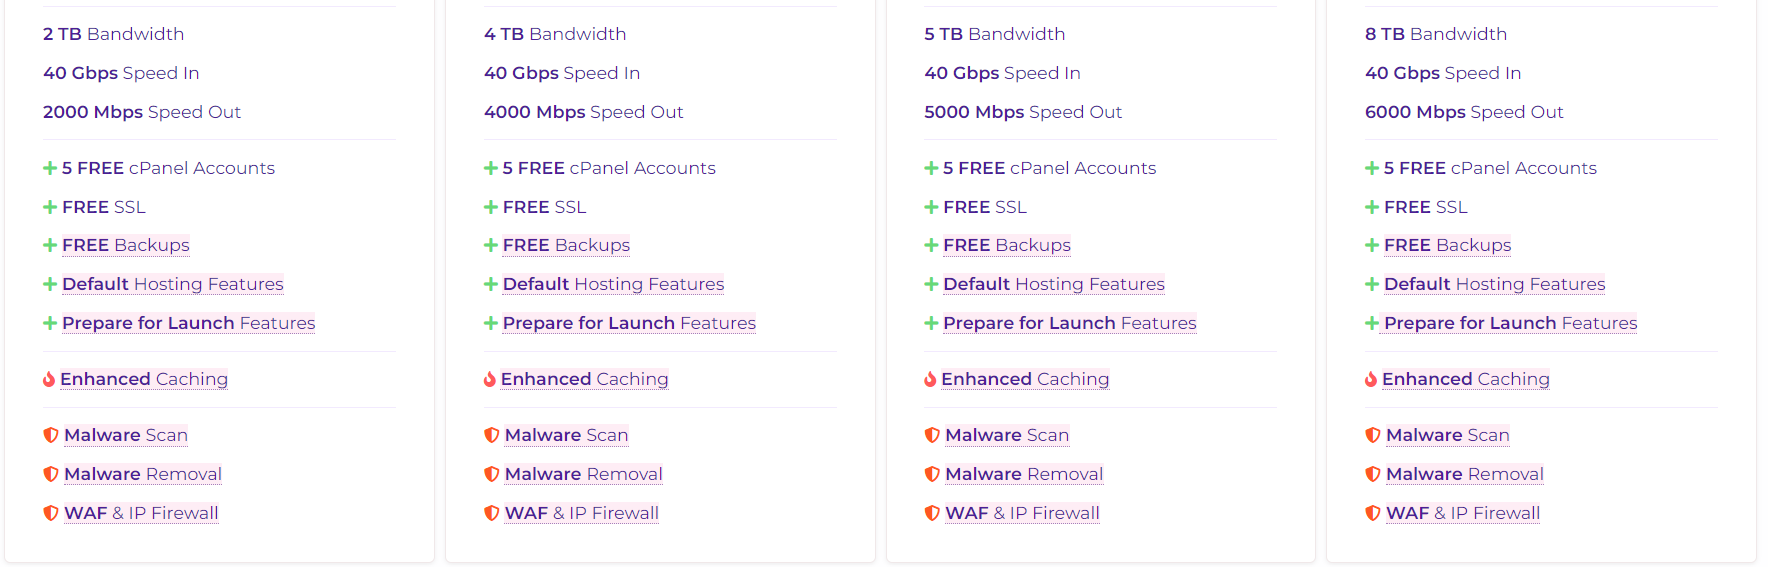 2 TB Bandwidth
40 Gbps Speed In
2000 Mbps Speed Out
5 FREE cPanel Accounts
FREE SSL
FREE Backups
Default Hosting Features
Prepare for Launch Features
Enhanced Caching
Malware Scan
Malware Removal
WAF & IP Firewall
4 TB Bandwidth
40 Gbps Speed In
4000 Mbps Speed Out
5 FREE cPanel Accounts
FREE SSL
FREE Backups
Default Hosting Features
Prepare for Launch Features
Enhanced Caching
Malware Scan
Malware Removal
WAF & IP Firewall
5 TB Bandwidth
40 Gbps Speed In
5000 Mbps Speed Out
5 FREE cPanel Accounts
FREE SSL
FREE Backups
Default Hosting Features
Prepare for Launch Features
Enhanced Caching
Malware Scan
Malware Removal
WAF & IP Firewall
8 TB Bandwidth
40 Gbps Speed In
6000 Mbps Speed Out
5 FREE cPanel Accounts
FREE SSL
FREE Backups
Default Hosting Features
Prepare for Launch Features
Enhanced Caching
Malware Scan
Malware Removal
WAF & IP Firewall